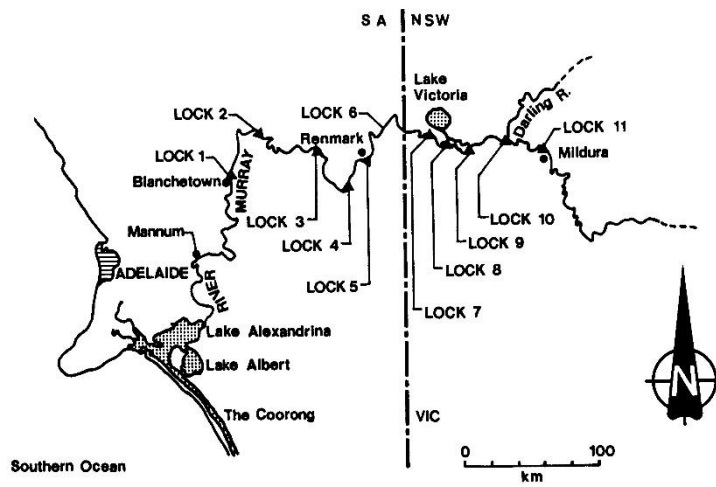 S A NSW
Lake
Victoria
Darling R.
LOCK 6
LOCK 2
Renmark
LOCK 11
Mildura
LOCK 1
Blanchetown
MURRAY
LOCK 3
LOCK 10
LOCK 9
LOCK 4
LOCK 8
LOCK 5
LOCK 7
Mannum
ADELAIDE
RIVER
Lake Alexandrina
Lake Albert
The Coorong
VIC
N
Southern Ocean
0 100
km